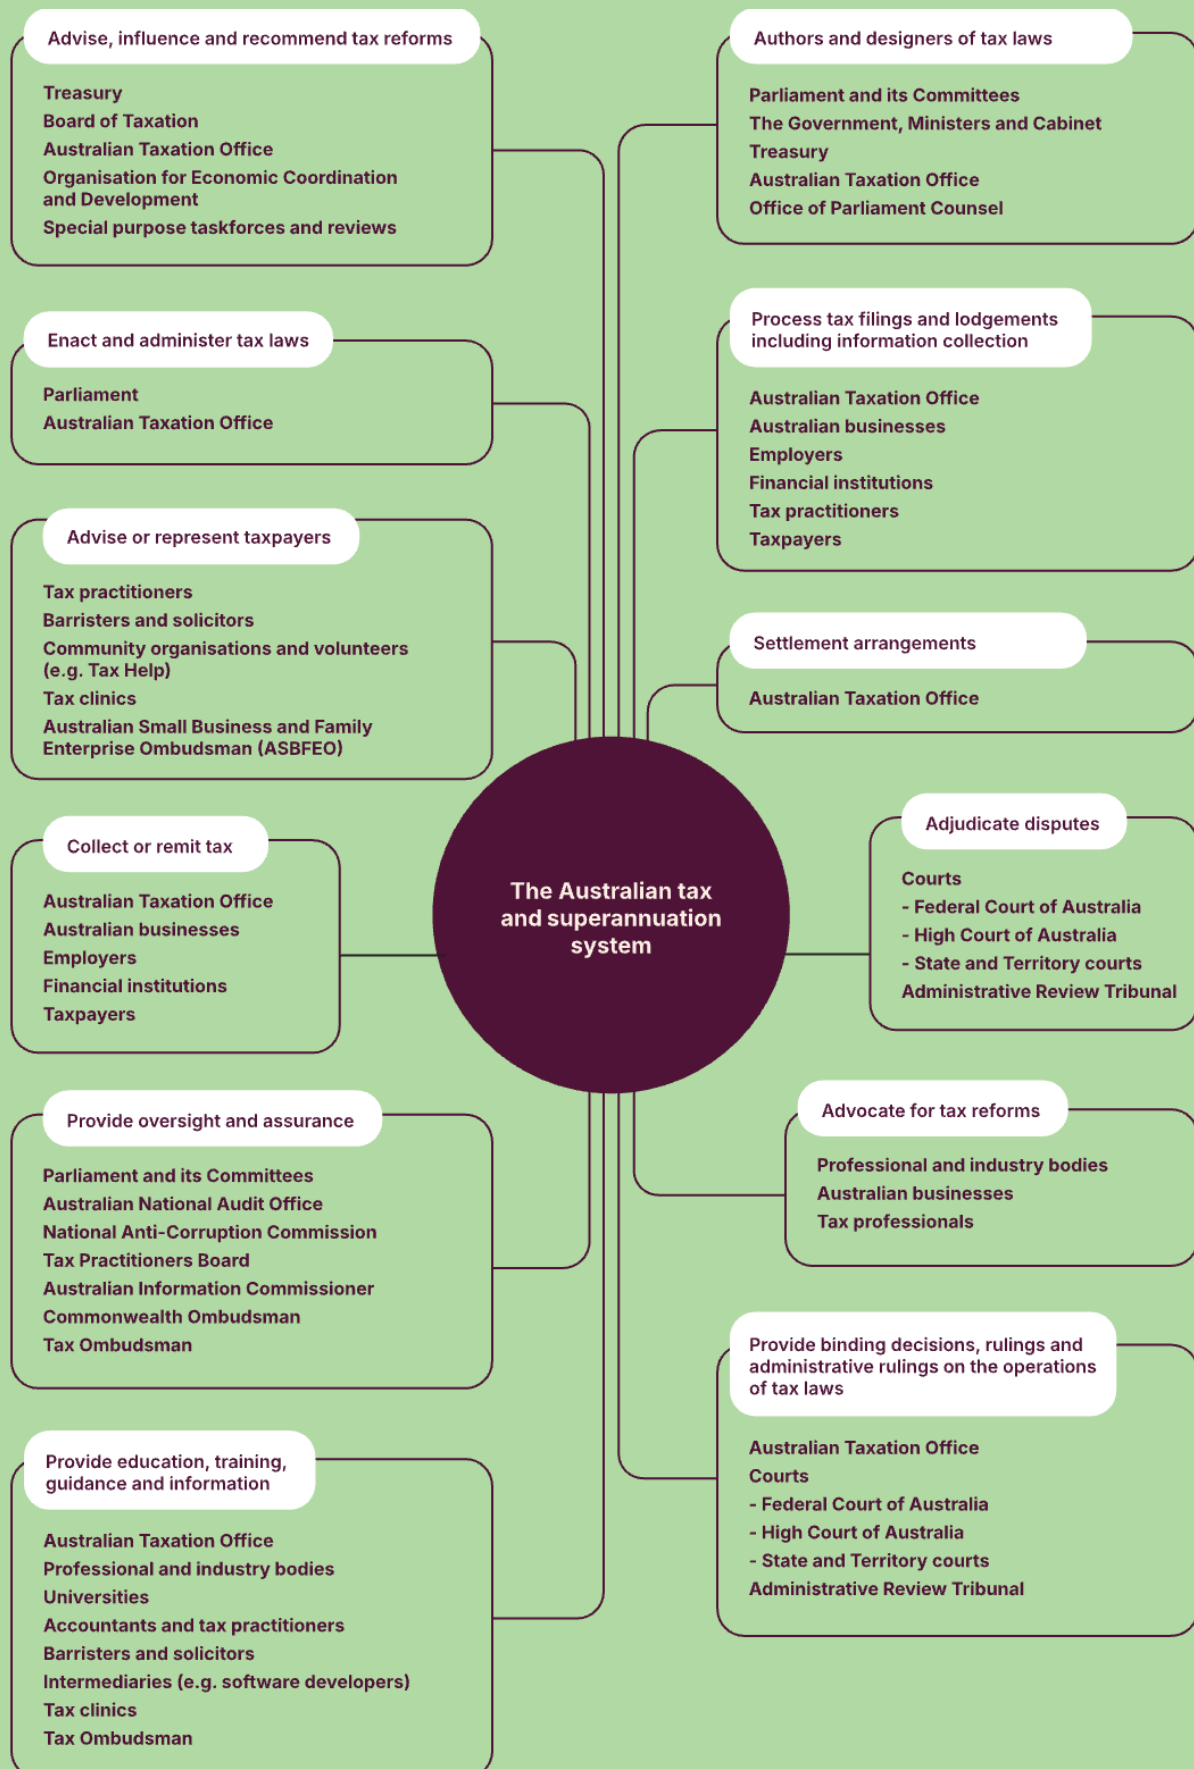 Advise, influence and recommend tax reforms
Treasury
Board of Taxation
Australian Taxation Office
Organisation for Economic Coordination
and Development
Special purpose taskforces and reviews
Enact and administer tax laws
Parliament
Australian Taxation Office
Advise or represent taxpayers
Tax practitioners
Barristers and solicitors
Community organisations and volunteers
(e.g. Tax Help)
Tax clinics
Australian Small Business and Family
Enterprise Ombudsman (ASBFEO)
Collect or remit tax
Australian Taxation Office
Australian businesses
Employers
Financial institutions
Taxpayers
Provide oversight and assurance
Parliament and its Committees
Australian National Audit Office
National Anti-Corruption Commission
Tax Practitioners Board
Australian Information Commissioner
Commonwealth Ombudsman
Tax Ombudsman
Provide education, training,
guidance and information
Australian Taxation Office
Professional and industry bodies
Universities
Accountants and tax practitioners
Barristers and solicitors
Intermediaries (e.g. software developers)
Tax clinics
Tax Ombudsman
The Australian tax
and superannuation
system
Authors and designers of tax laws
Parliament and its Committees
The Government, Ministers and Cabinet
Treasury
Australian Taxation Office
Office of Parliament Counsel
Process tax filings and lodgements
including information collection
Australian Taxation Office
Australian businesses
Employers
Financial institutions
Tax practitioners
Taxpayers
Settlement arrangements
Australian Taxation Office
Adjudicate disputes
Courts
- Federal Court of Australia
- High Court of Australia
- State and Territory courts
Administrative Review Tribunal
Advocate for tax reforms
Professional and industry bodies
Australian businesses
Tax professionals
Provide binding decisions, rulings and
administrative rulings on the operations
of tax laws
Australian Taxation Office
Courts
- Federal Court of Australia
- High Court of Australia
- State and Territory courts
Administrative Review Tribunal